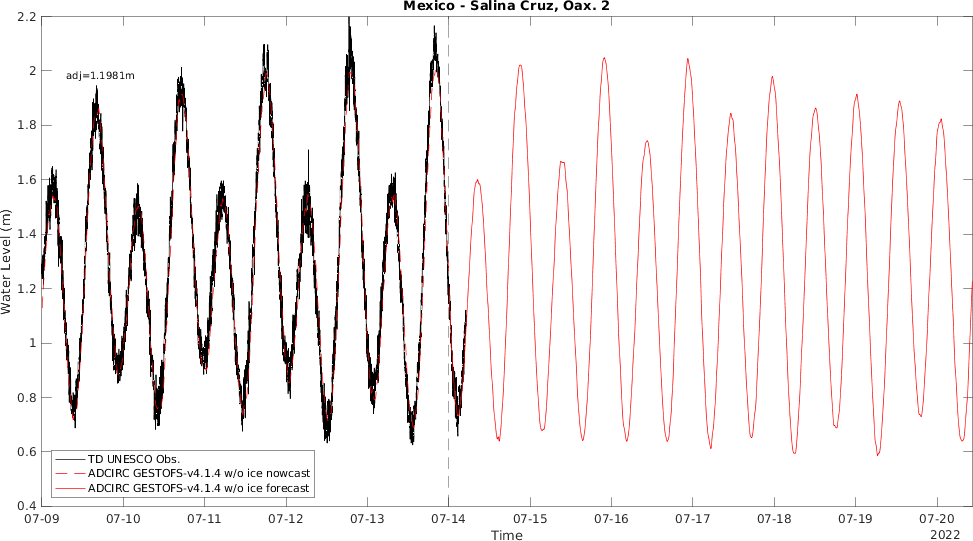 Mexico - Salina Cruz, Oax. 2
2.2
2
1.8
1.6
1.4
1.2
1
0.8
0.6
0.4
Water Level (m)
adj=1.1981m
TD UNESCO Obs.
ADCIRC GESTOFS-v4.1.4 w/o ice nowcast
ADCIRC GESTOFS-v4.1.4 w/o ice forecast
07-09 07-10 07-11 07-12 07-13 07-14 07-15 07-16 07-17 07-18 07-19 07-20
Time
2022